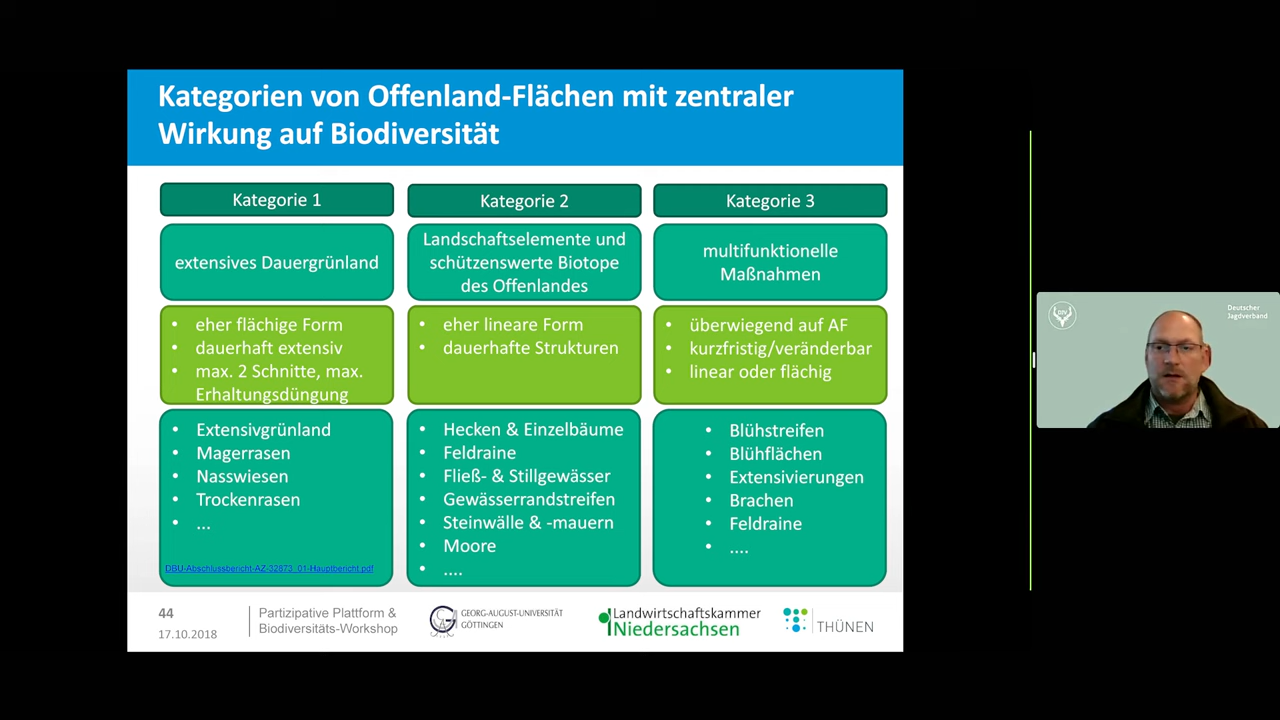 Kategorien von Offenland-Flächen mit zentraler
Wirkung auf Biodiversität
Kategorie 1
extensives Dauergrünland
• eher flächige Form
• dauerhaft extensiv
• max. 2 Schnitte, max.
Erhaltungsdüngung
• Extensivgrünland
• Magerrasen
• Nasswiesen
• Trockenrasen
• ...
DBU-Abschlussbericht-AZ-32873_01-Hauptbericht.pdf
Kategorie 2
Landschaftselemente und
schützenswerte Biotope
des Offenlandes
• eher lineare Form
• dauerhafte Strukturen
• Hecken & Einzelbäume
• Feldraine
• Fließ- & Stillgewässer
• Gewässerrandstreifen
• Steinwälle & -mauern
• Moore
• ....
Kategorie 3
multifunktionelle
Maßnahmen
• überwiegend auf AF
• kurzfristig/veränderbar
• linear oder flächig
• Blühstreifen
• Blühflächen
• Extensivierungen
• Brachen
• Feldraine
• ....
44
17.10.2018
Partizipative Plattform &
Biodiversitäts-Workshop
GEORG-AUGUST-UNIVERSITÄT
GÖTTINGEN
Landwirtschaftskammer
Niedersachsen
THÜNEN
DJV
Deutscher
Jagdverband